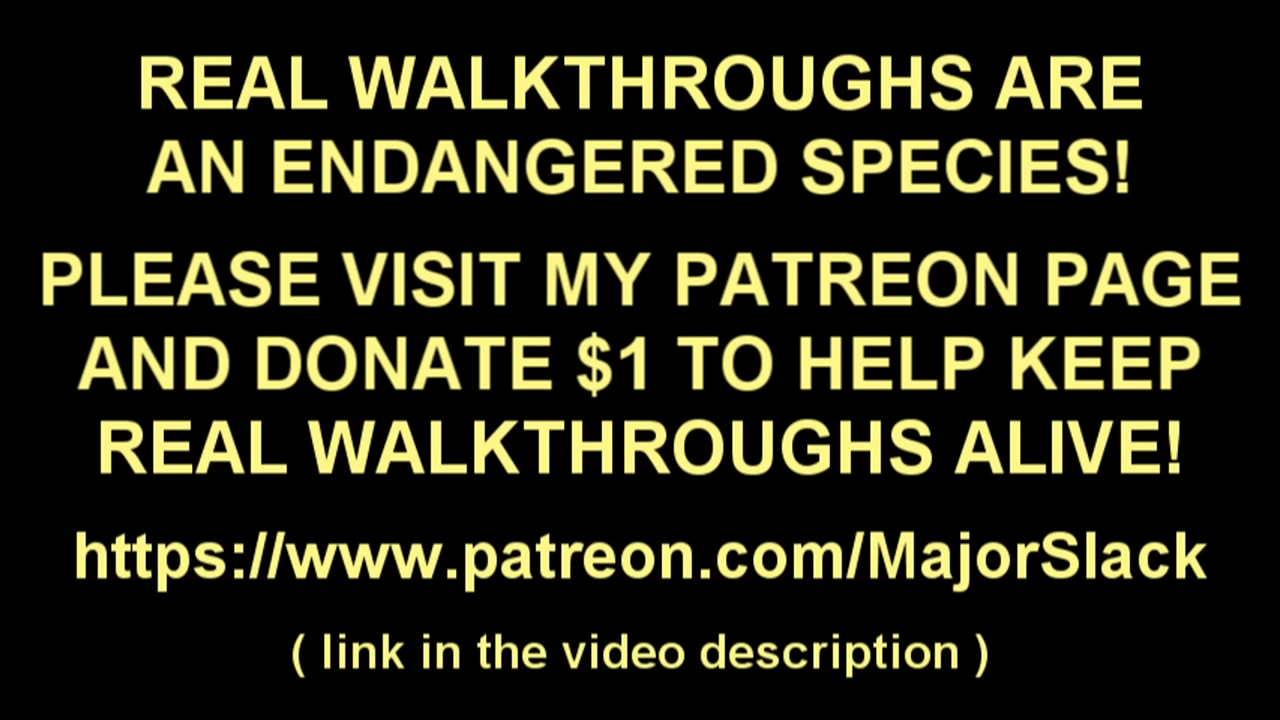 REAL WALKTHROUGHS ARE
AN ENDANGERED SPECIES!
PLEASE VISIT MY PATREON PAGE
AND DONATE $1 TO HELP KEEP
REAL WALKTHROUGHS ALIVE!
https://www.patreon.com/MajorSlack
( link in the video description )